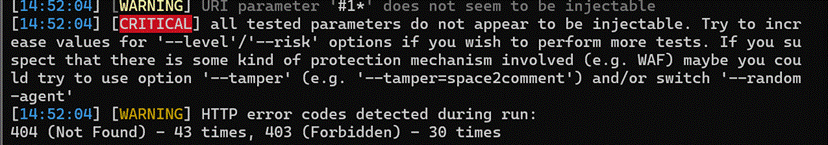 [14:52:04] [WARNING] URI parameter '#1*' does not seem to be injectable
[14:52:04] [CRITICAL] all tested parameters do not appear to be injectable. Try to incr
ease values for '--level'/'--risk' options if you wish to perform more tests. If you su
spect that there is some kind of protection mechanism involved (e.g. WAF) maybe you cou
ld try to use option '--tamper' (e.g. '--tamper=space2comment') and/or switch '--random
-agent'
[14:52:04] [WARNING] HTTP error codes detected during run:
404 (Not Found) - 43 times, 403 (Forbidden) - 30 times